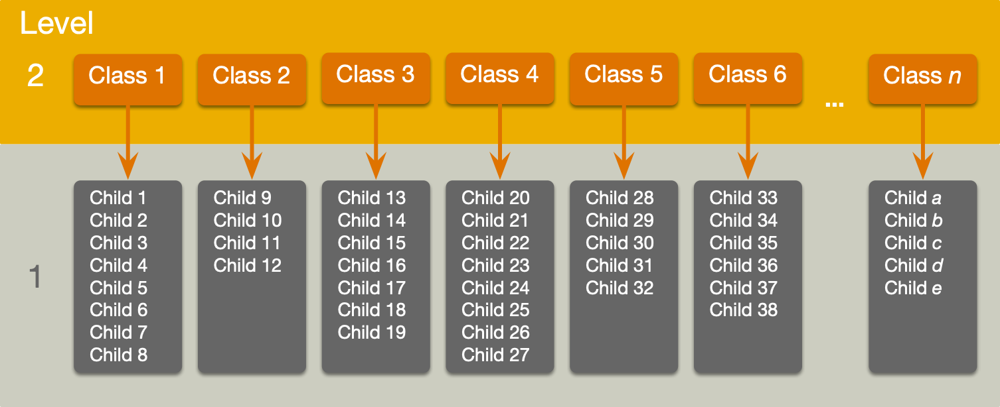 Level
2
Class 1
Class 2
Class 3
Class 4
Class 5
Class 6
...
Class n
1
Child 1
Child 2
Child 3
Child 4
Child 5
Child 6
Child 7
Child 8
Child 9
Child 10
Child 11
Child 12
Child 13
Child 14
Child 15
Child 16
Child 17
Child 18
Child 19
Child 20
Child 21
Child 22
Child 23
Child 24
Child 25
Child 26
Child 27
Child 28
Child 29
Child 30
Child 31
Child 32
Child 33
Child 34
Child 35
Child 36
Child 37
Child 38
Child a
Child b
Child c
Child d
Child e